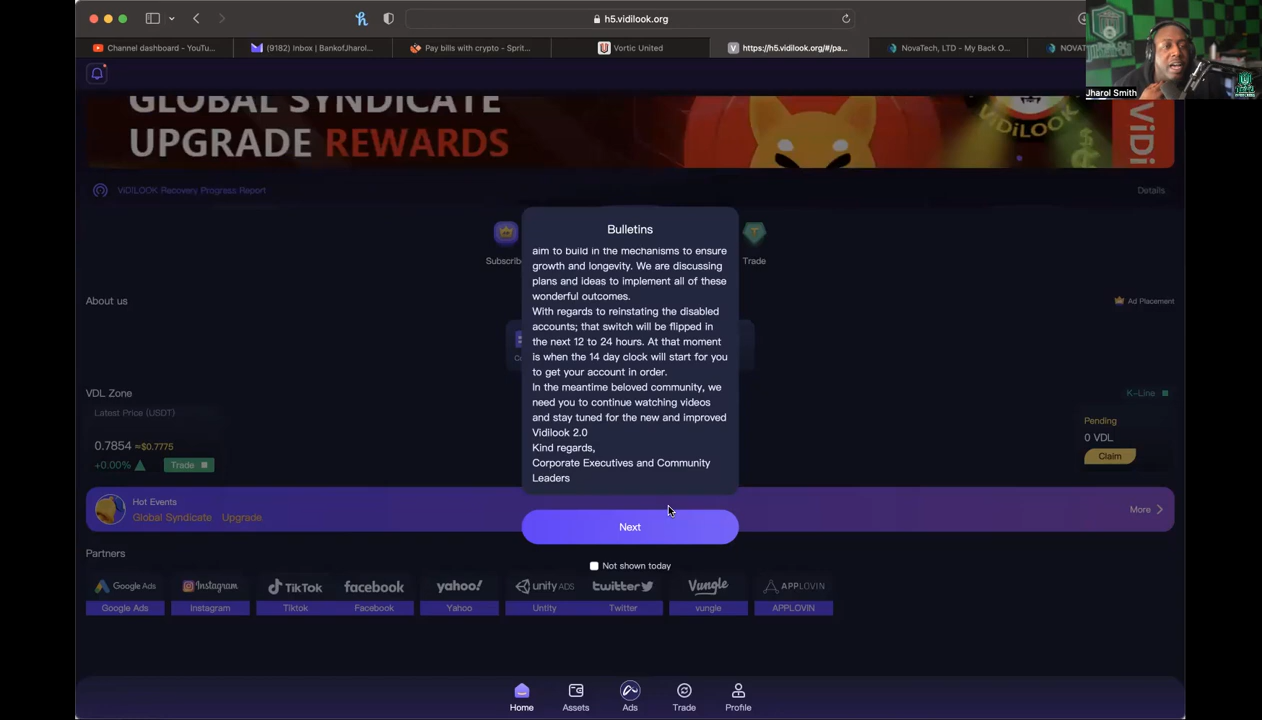 h5.vidilook.org
Channel dashboard - YouTu...
(9182) Inbox | BankofJharol...
Pay bills with crypto - Sprit...
Vortic United
https://h5.vidilook.org/#/pa...
NovaTech, LTD - My Back O...
NOVAT
Jharol Smith
GLOBAL SYNDICATE
UPGRADE REWARDS
ViDiLOOK
ViDi
ViDiLOOK Recovery Progress Report
Details
Subscrib
Trade
Bulletins
aim to build in the mechanisms to ensure
growth and longevity. We are discussing
plans and ideas to implement all of these
wonderful outcomes.
With regards to reinstating the disabled
accounts; that switch will be flipped in
the next 12 to 24 hours. At that moment
is when the 14 day clock will start for you
to get your account in order.
In the meantime beloved community, we
need you to continue watching videos
and stay tuned for the new and improved
Vidilook 2.0
Kind regards,
Corporate Executives and Community
Leaders
Next
Not shown today
About us
Ad Placement
VDL Zone
K-Line
Latest Price (USDT)
0.7854 ≈$0.7775
+0.00%
Trade
Pending
0 VDL
Claim
Hot Events
Global Syndicate Upgrade
More
Partners
Google Ads
Instagram
TikTok
facebook
yahoo!
unity ADS
twitter
Vungle
APPLOVIN
Google Ads
Instagram
Tiktok
Facebook
Yahoo
Untity
Twitter
vungle
APPLOVIN
Home
Assets
Ads
Trade
Profile